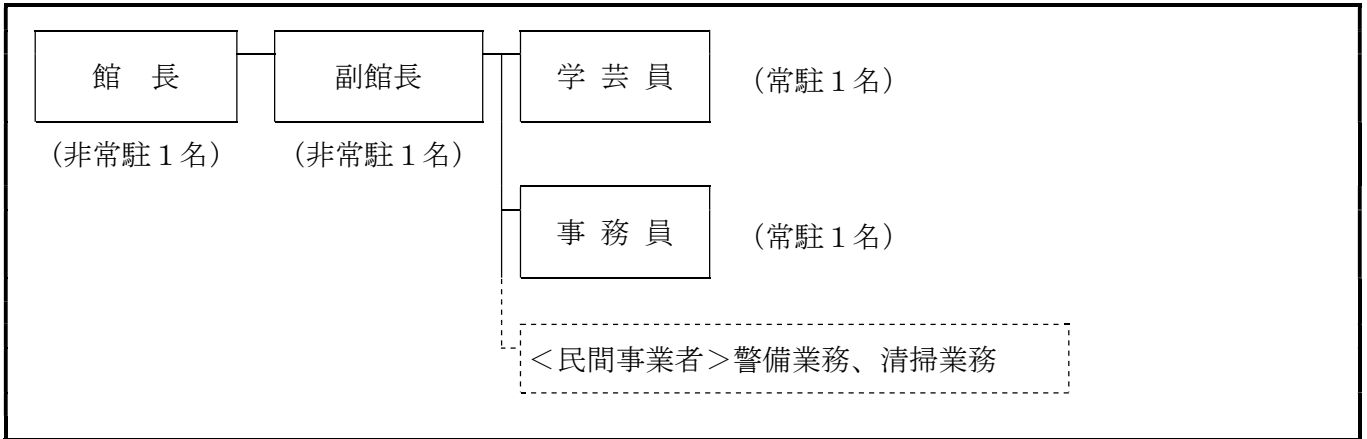 館　長
副館長
学 芸 員
（常駐１名）
（非常駐１名）
（非常駐１名）
事 務 員
（常駐１名）
＜民間事業者＞警備業務、清掃業務